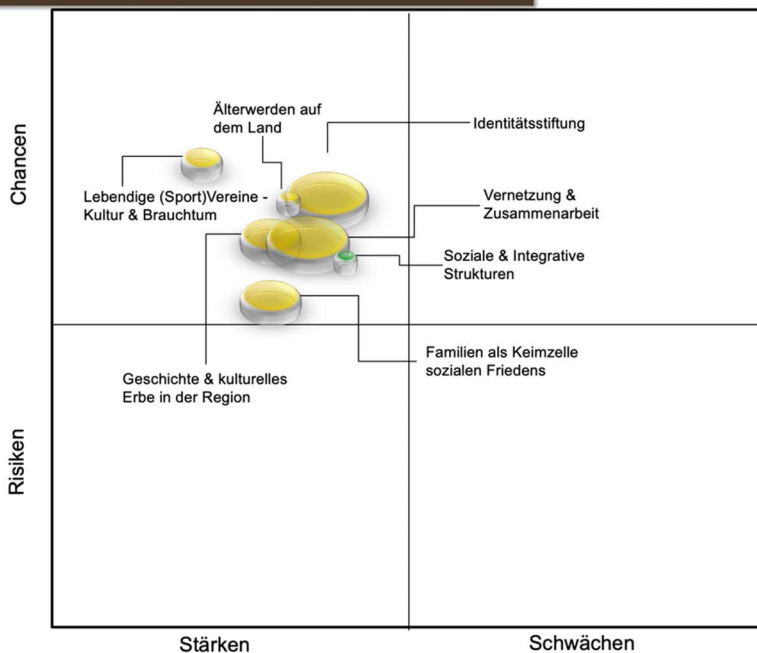 Chancen
Älterwerden auf
dem Land
Identitätsstiftung
Lebendige (Sport)Vereine -
Kultur & Brauchtum
Vernetzung &
Zusammenarbeit
Soziale & Integrative
Strukturen
Familien als Keimzelle
sozialen Friedens
Geschichte & kulturelles
Erbe in der Region
Risiken
Stärken
Schwächen